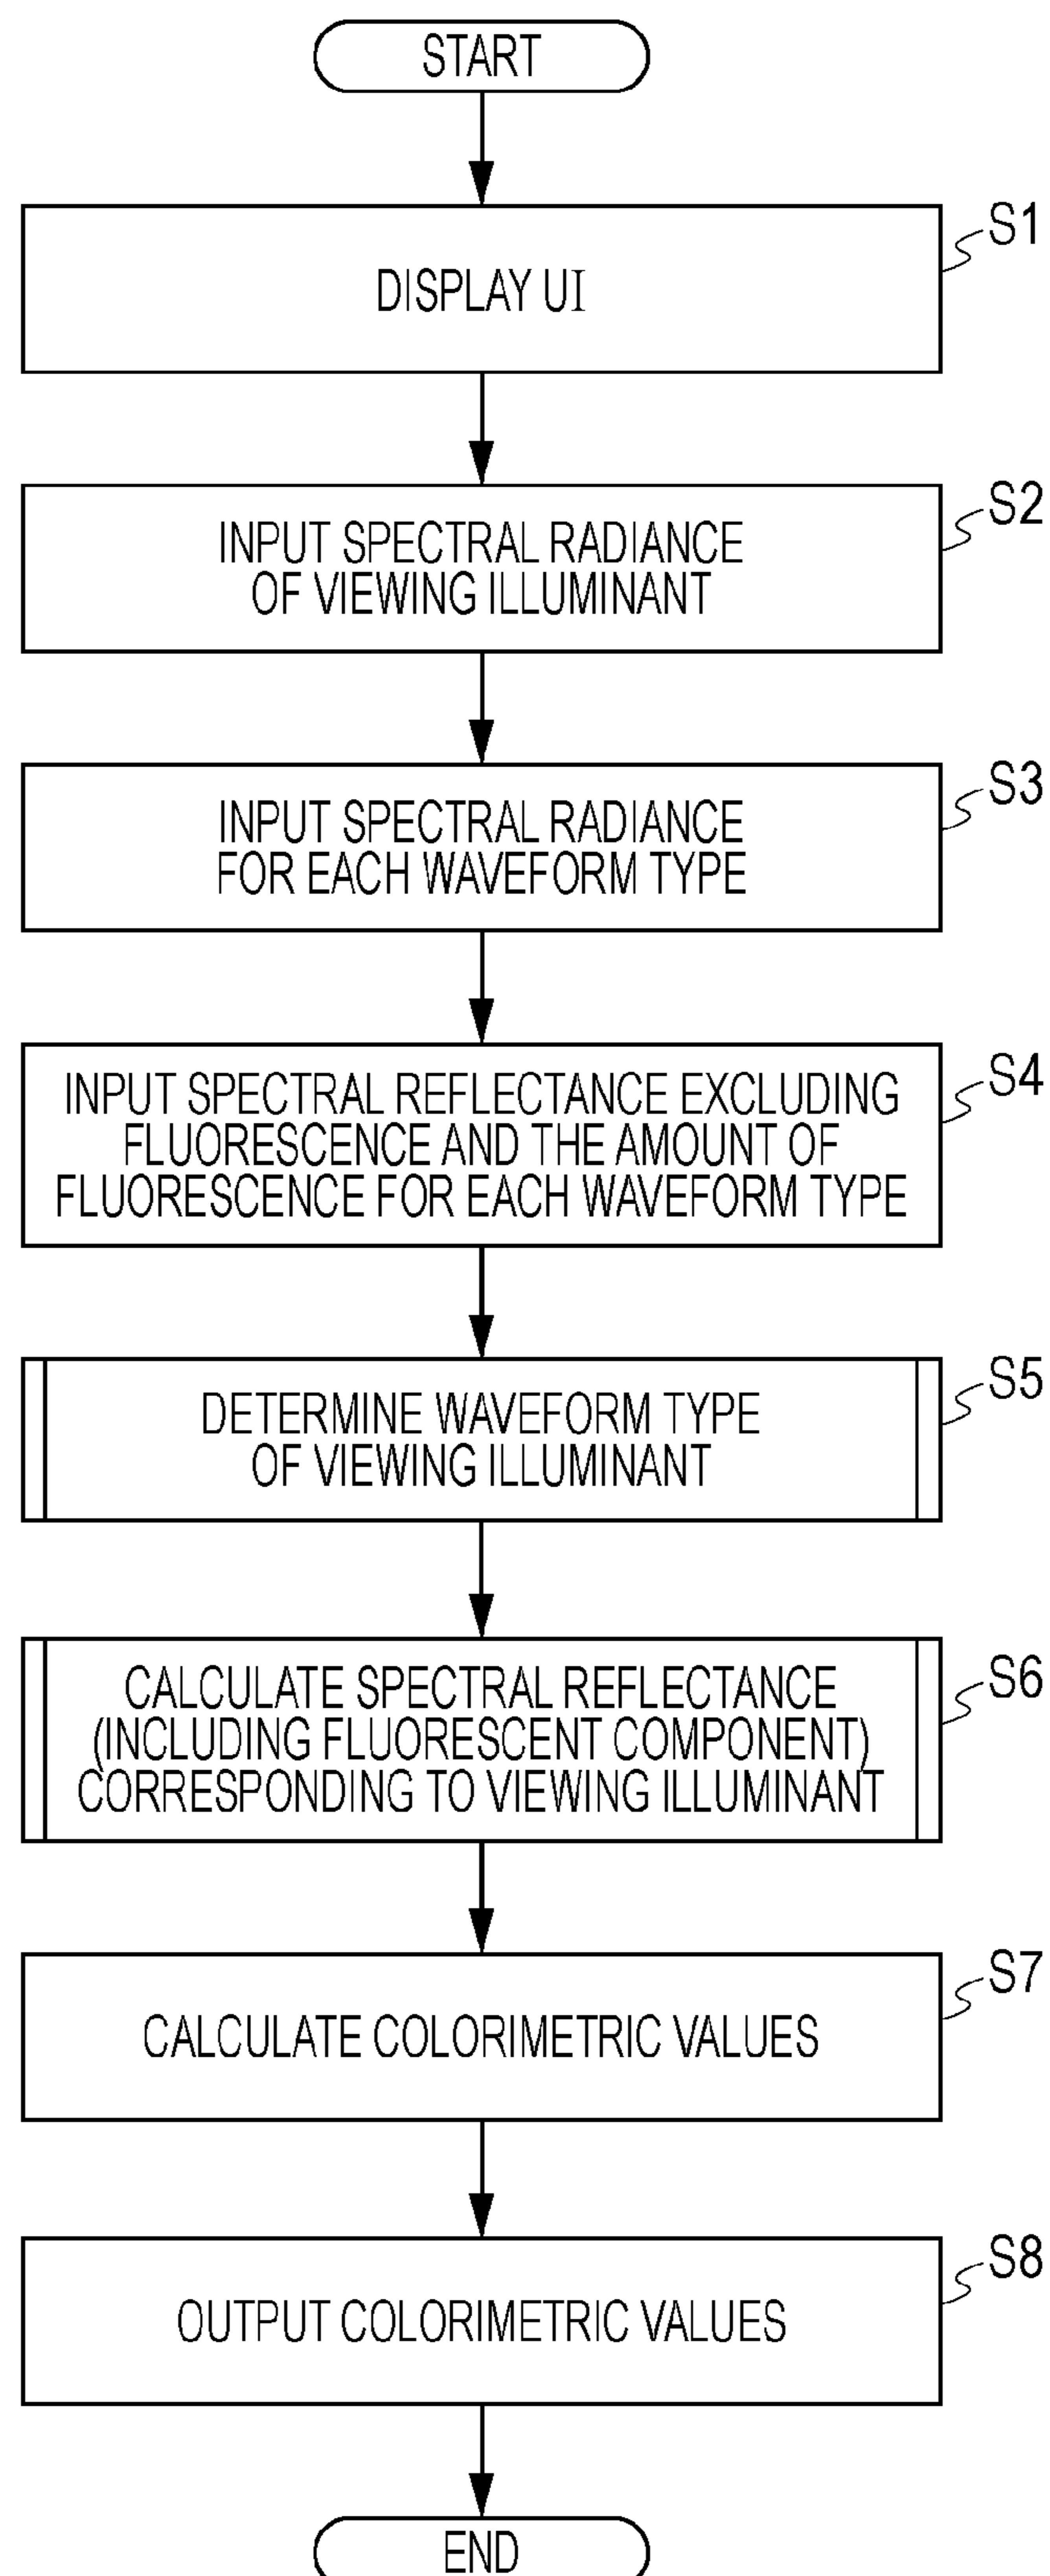 START
S1
DISPLAY UI
S2
INPUT SPECTRAL RADIANCE
OF VIEWING ILLUMINANT
S3
INPUT SPECTRAL RADIANCE
FOR EACH WAVEFORM TYPE
S4
INPUT SPECTRAL REFLECTANCE EXCLUDING
FLUORESCENCE AND THE AMOUNT OF
FLUORESCENCE FOR EACH WAVEFORM TYPE
S5
DETERMINE WAVEFORM TYPE
OF VIEWING ILLUMINANT
S6
CALCULATE SPECTRAL REFLECTANCE
(INCLUDING FLUORESCENT COMPONENT)
CORRESPONDING TO VIEWING ILLUMINANT
S7
CALCULATE COLORIMETRIC VALUES
S8
OUTPUT COLORIMETRIC VALUES
END